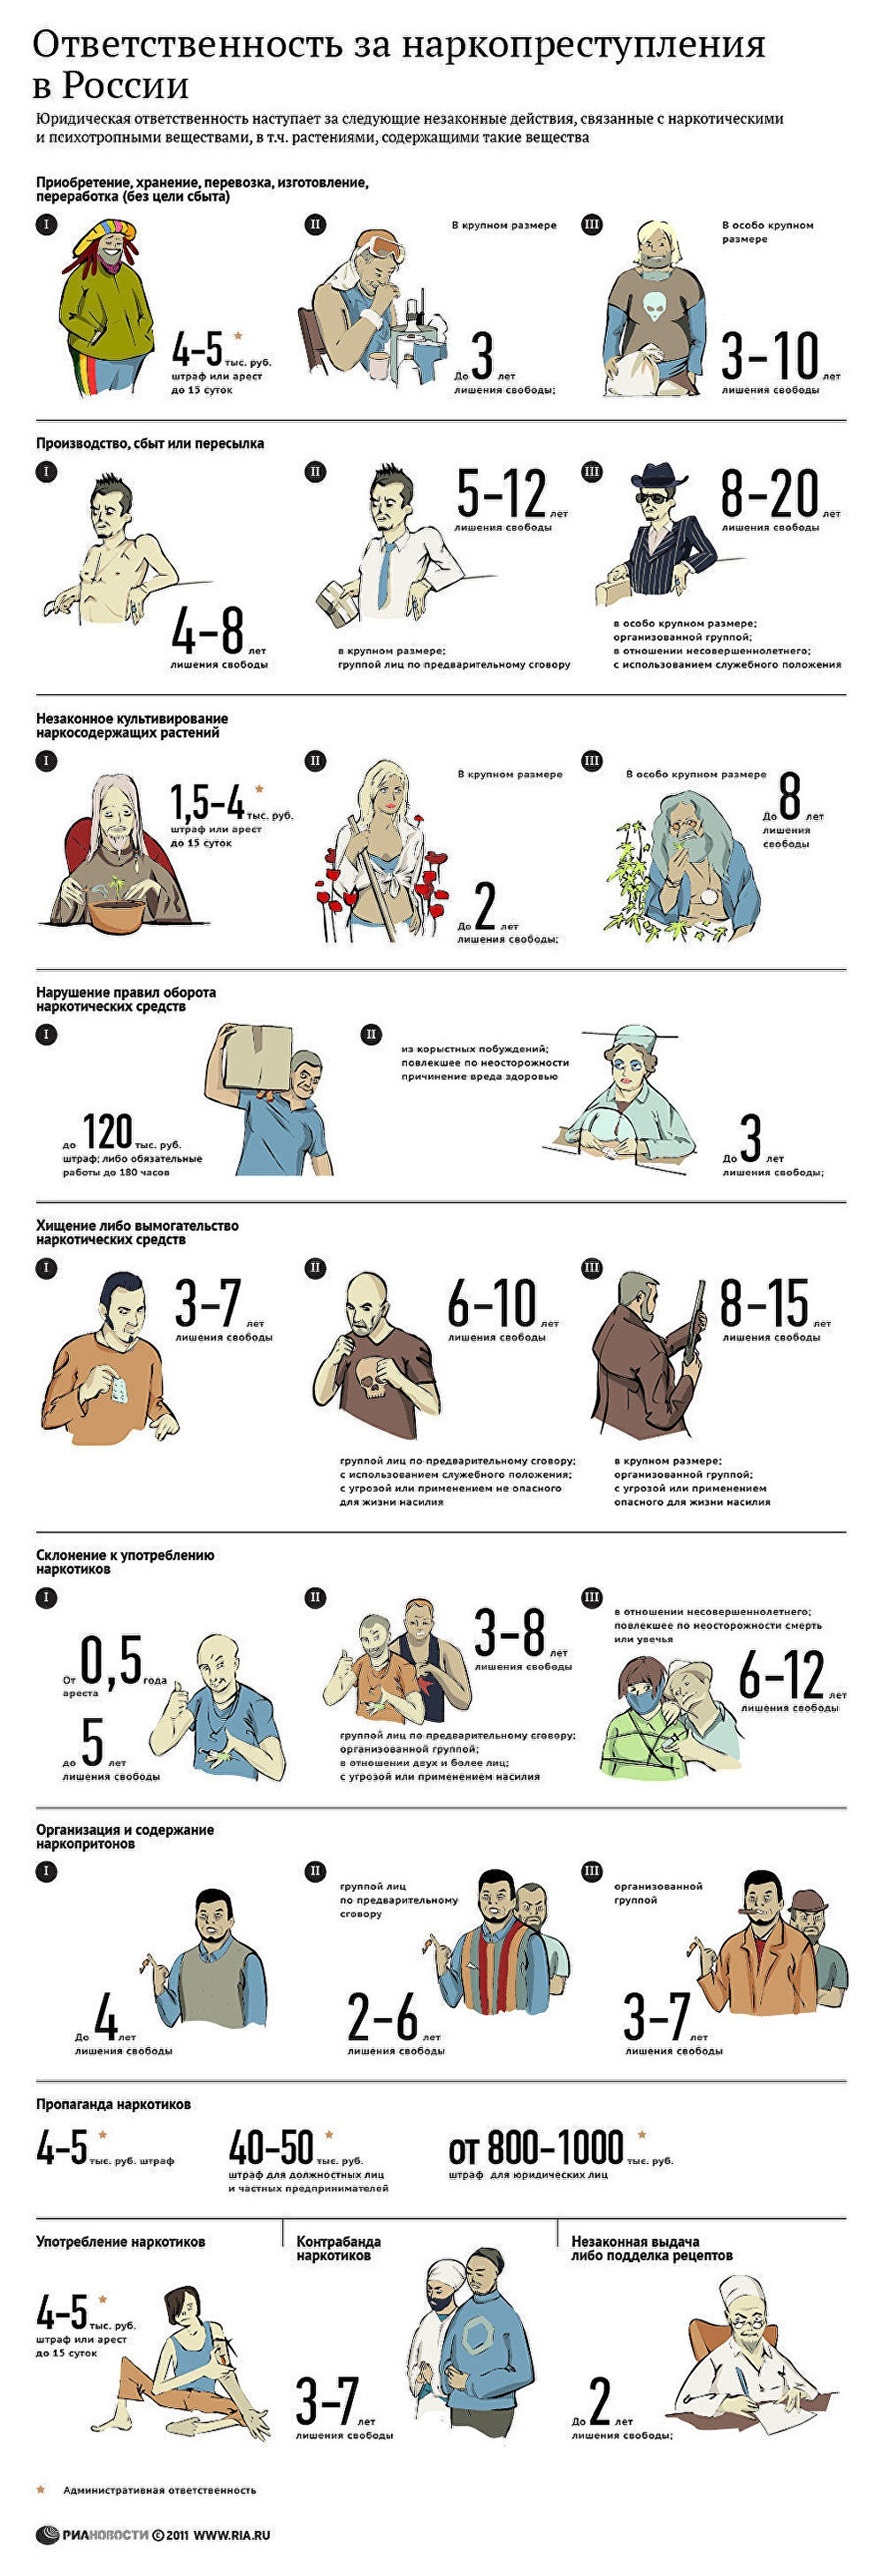 Ответственность за наркопреступления
в России
Юридическая ответственность наступает за следующие незаконные действия, связанные с наркотическими
и психотропными веществами, в т.ч. растениями, содержащими такие вещества
Приобретение, хранение, перевозка, изготовление,
переработка (без цели сбыта)
I
4–5 тыс. руб.
штраф или арест
до 15 суток
II
В крупном размере
До 3 лет
лишения свободы;
III
В особо крупном
размере
3–10 лет
лишения свободы
Производство, сбыт или пересылка
I
4–8 лет
лишения свободы
II
5–12 лет
лишения свободы
в крупном размере;
группой лиц по предварительному сговору
III
8–20 лет
лишения свободы
в особо крупном размере;
организованной группой;
в отношении несовершеннолетнего;
с использованием служебного положения
Незаконное культивирование
наркосодержащих растений
I
1,5–4 тыс. руб.
штраф или арест
до 15 суток
II
В крупном размере
До 2 лет
лишения свободы;
III
В особо крупном размере
До 8 лет
лишения
свободы
Нарушение правил оборота
наркотических средств
I
до 120 тыс. руб.
штраф; либо обязательные
работы до 180 часов
II
из корыстных побуждений;
повлекшее по неосторожности
причинение вреда здоровью
До 3 лет
лишения свободы;
Хищение либо вымогательство
наркотических средств
I
3–7 лет
лишения свободы
II
6–10 лет
лишения свободы
группой лиц по предварительному сговору;
с использованием служебного положения;
с угрозой или применением не опасного
для жизни насилия
III
8–15 лет
лишения свободы
в крупном размере;
организованной группой;
с угрозой или применением
опасного для жизни насилия
Склонение к употреблению
наркотиков
I
От 0,5 года
ареста
до 5 лет
лишения свободы
II
3–8 лет
лишения свободы
группой лиц по предварительному сговору;
организованной группой;
в отношении двух и более лиц;
с угрозой или применением насилия
III
в отношении несовершеннолетнего;
повлекшее по неосторожности смерть
или увечья
6–12 лет
лишения свободы
Организация и содержание
наркопритонов
I
До 4 лет
лишения свободы
II
группой лиц
по предварительному
сговору
2–6 лет
лишения свободы
III
организованной
группой
3–7 лет
лишения свободы
Пропаганда наркотиков
4–5 тыс. руб. штраф
40–50 тыс. руб.
штраф для должностных лиц
и частных предпринимателей
от 800–1000 тыс. руб.
штраф для юридических лиц
Употребление наркотиков
4–5 тыс. руб.
штраф или арест
до 15 суток
Контрабанда
наркотиков
3–7 лет
лишения свободы
Незаконная выдача
либо подделка рецептов
До 2 лет
лишения свободы;
Административная ответственность
РИАНОВОСТИ © 2011 WWW.RIA.RU